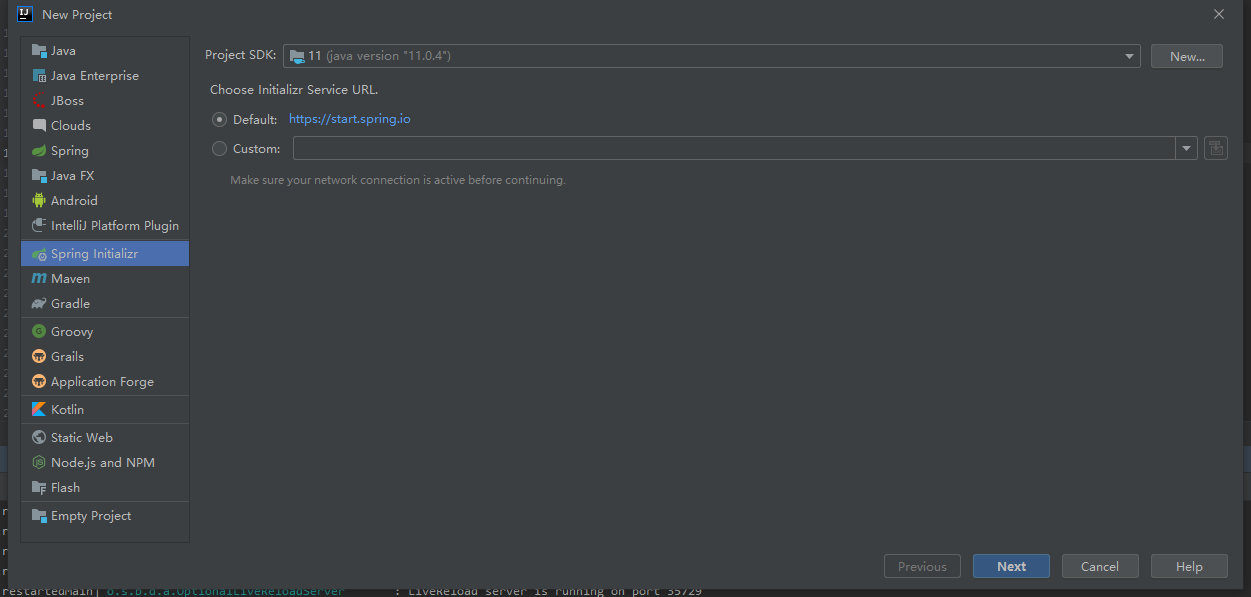 New Project
Java
Java Enterprise
JBoss
Clouds
Spring
Java FX
Android
IntelliJ Platform Plugin
Spring Initializr
Maven
Gradle
Groovy
Grails
Application Forge
Kotlin
Static Web
Node.js and NPM
Flash
Empty Project
Project SDK: 11 (java version "11.0.4") New...
Choose Initializr Service URL.
Default: https://start.spring.io
Custom:
Make sure your network connection is active before continuing.
Previous Next Cancel Help
restartedMain] o.s.b.d.a.OptionalLiveReloadServer : LiveReload server is running on port 35729